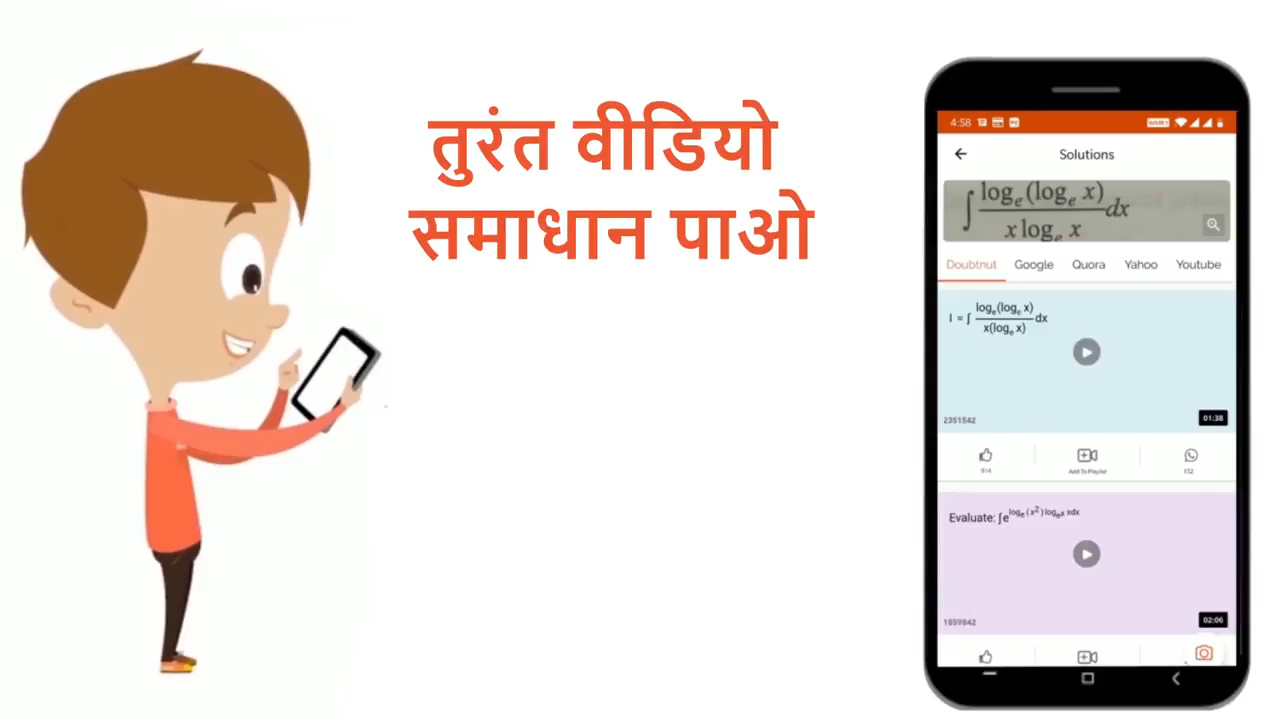 तुरंत वीडियो
समाधान पाओ
4:58
Solutions
∫ logₑ(logₑ x) / x logₑ x dx
Doubtnut Google Quora Yahoo Youtube
I = ∫ logₑ(logₑ x) / x(logₑ x) dx
2351542
01:38
914
Add To Playlist
152
Evaluate: ∫e^logₑ(x²) logₑx xdx
1859842
02:06